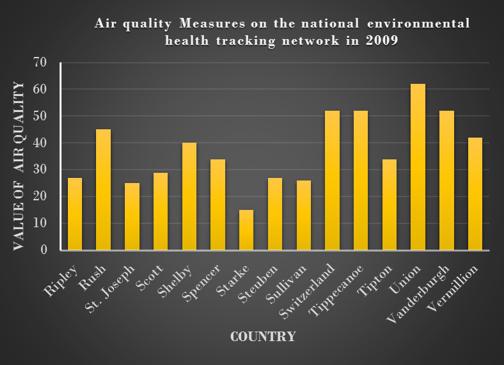 Air quality Measures on the national environmental
health tracking network in 2009
VALUE OF AIR QUALITY
70
60
50
40
30
20
10
0
Ripley
Rush
St. Joseph
Scott
Shelby
Spencer
Starke
Steuben
Sullivan
Switzerland
Tippecanoe
Tipton
Union
Vanderburgh
Vermillion
COUNTRY